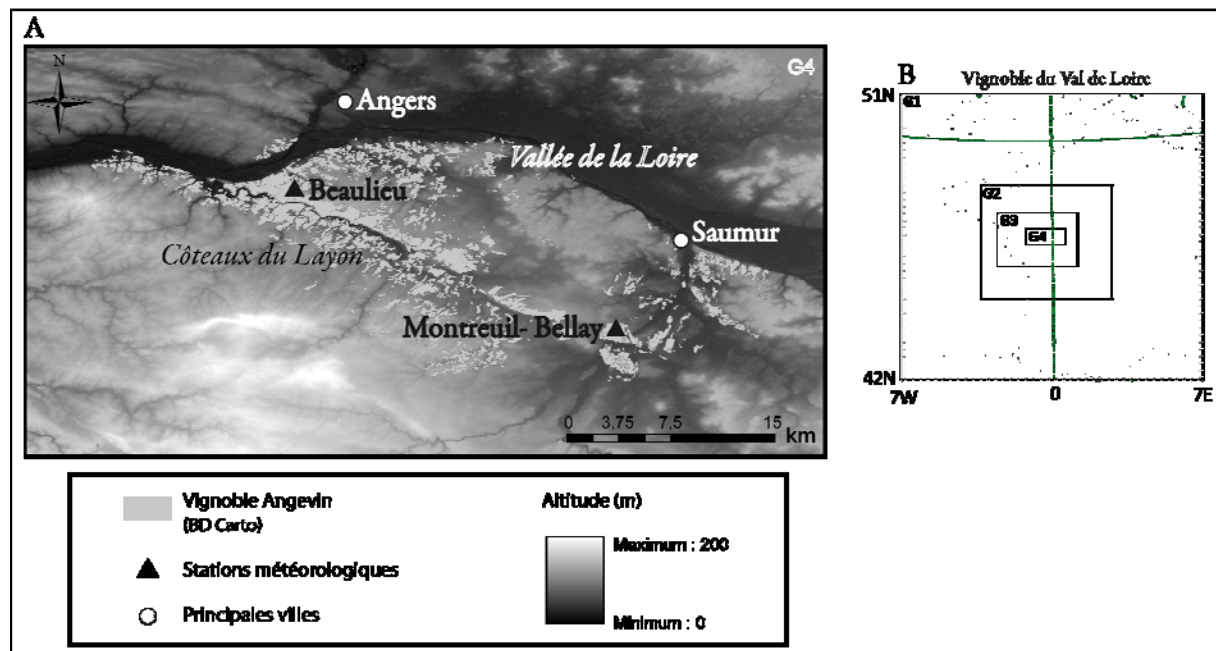 A
N
G4
Angers
Vallée de la Loire
Beaulieu
Saumur
Côteaux du Layon
Montreuil- Bellay
0 3,75 7,5 15
km
B
Vignoble du Val de Loire
51N
G1
G2
G3
G4
42N
7W 0 7E
Vignoble Angevin
(BD Carto)
Stations météorologiques
Principales villes
Altitude (m)
Maximum : 200
Minimum : 0